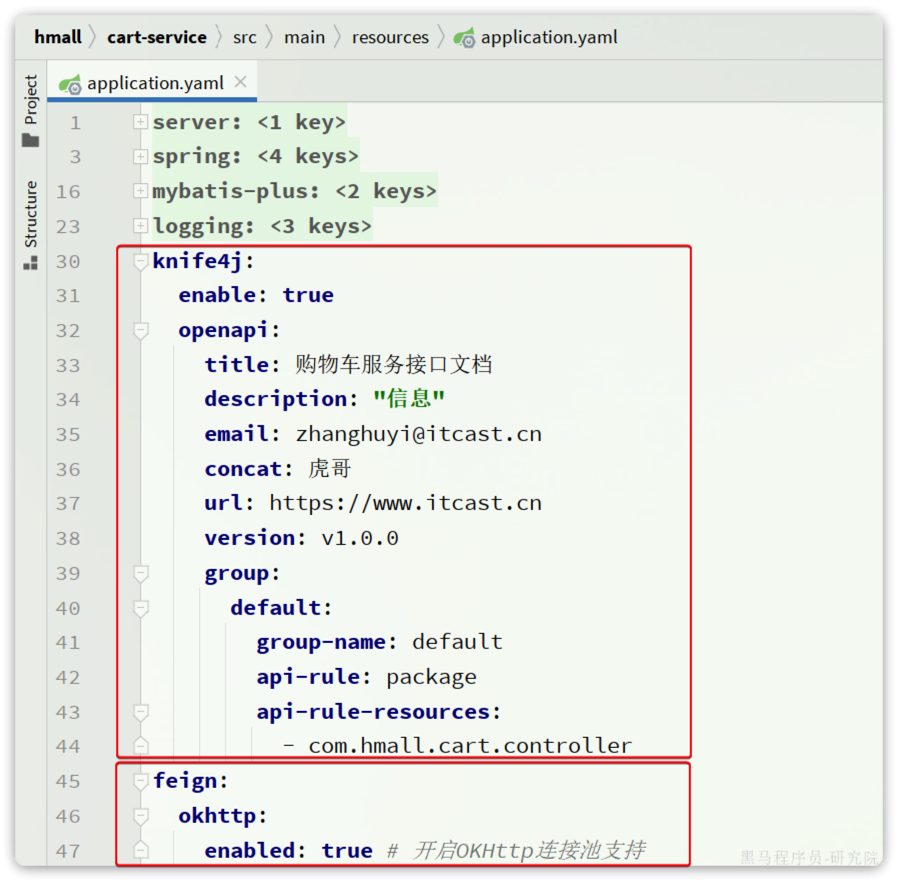 hmall cart-service src main resources application.yaml
application.yaml
Project
Structure
1 server: <1 key>
3 spring: <4 keys>
16 mybatis-plus: <2 keys>
23 logging: <3 keys>
30 knife4j:
31 enable: true
32 openapi:
33 title: 购物车服务接口文档
34 description: "信息"
35 email: zhanghuyi@itcast.cn
36 concat: 虎哥
37 url: https://www.itcast.cn
38 version: v1.0.0
39 group:
40 default:
41 group-name: default
42 api-rule: package
43 api-rule-resources:
44 - com.hmall.cart.controller
45 feign:
46 okhttp:
47 enabled: true # 开启OKHttp连接池支持
黑马程序员-研究院